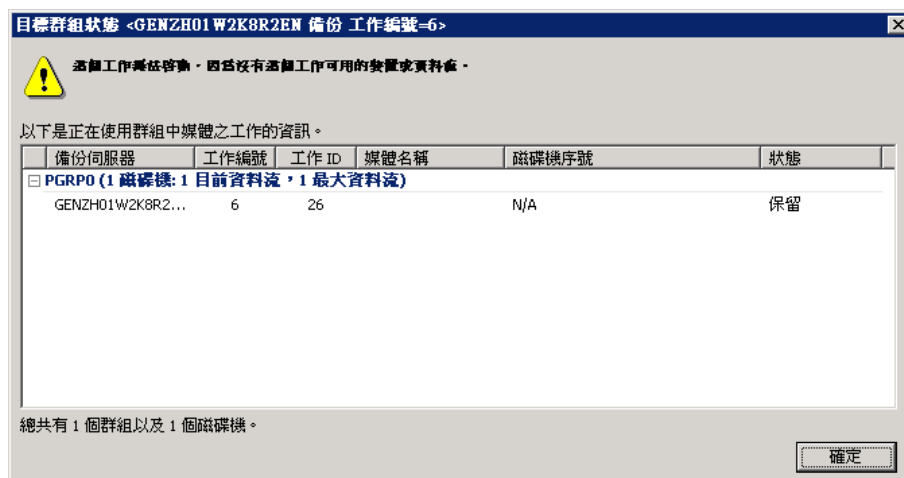 目標群組狀態 <GENZH01W2K8R2EN 備份 工作編號=6>
這個工作無法啓動，因為沒有這個工作可用的裝置或資料流。
以下是正在使用群組中媒體之工作的資訊。
備份伺服器 工作編號 工作 ID 媒體名稱 磁碟機序號 狀態
PGRP0 (1 磁碟機: 1 目前資料流，1 最大資料流)
GENZH01W2K8R2... 6 26 N/A 保留
總共有 1 個群組以及 1 個磁碟機。
確定